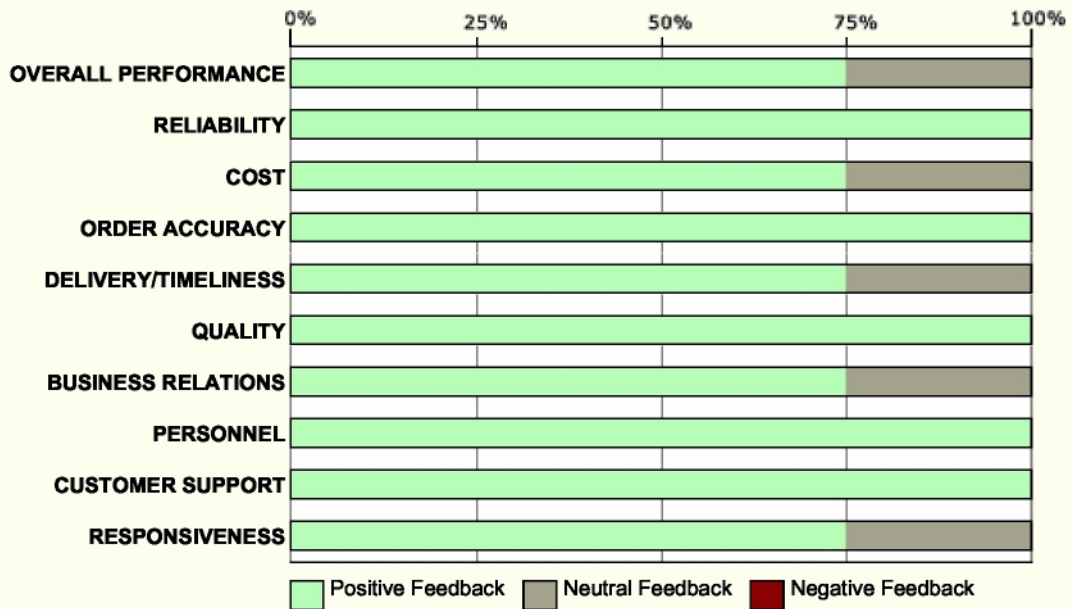 0% 25% 50% 75% 100%
OVERALL PERFORMANCE
RELIABILITY
COST
ORDER ACCURACY
DELIVERY/TIMELINESS
QUALITY
BUSINESS RELATIONS
PERSONNEL
CUSTOMER SUPPORT
RESPONSIVENESS
Positive Feedback Neutral Feedback Negative Feedback